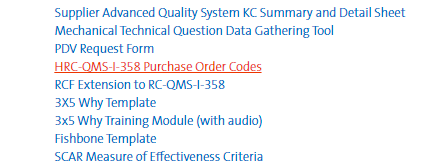 Supplier Advanced Quality System KC Summary and Detail Sheet
Mechanical Technical Question Data Gathering Tool
PDV Request Form
HRC-QMS-I-358 Purchase Order Codes
RCF Extension to RC-QMS-I-358
3X5 Why Template
3x5 Why Training Module (with audio)
Fishbone Template
SCAR Measure of Effectiveness Criteria